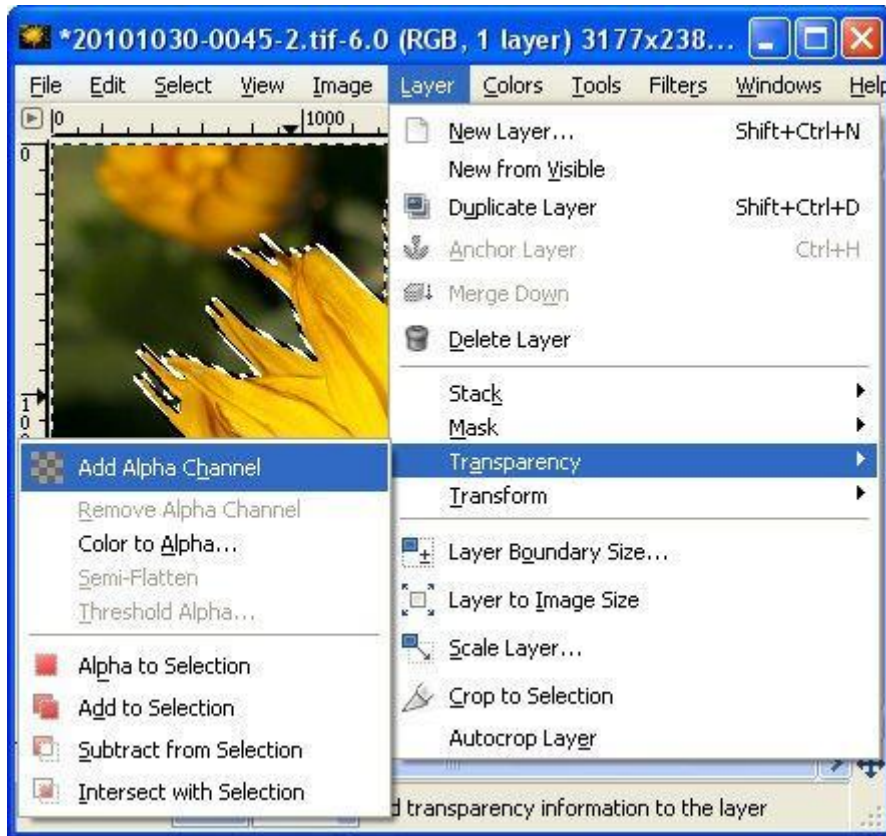 *20101030-0045-2.tif-6.0 (RGB, 1 layer) 3177x238...
File Edit Select View Image Layer Colors Tools Filters Windows Help
0 1000
0
1
0
New Layer... Shift+Ctrl+N
New from Visible
Duplicate Layer Shift+Ctrl+D
Anchor Layer Ctrl+H
Merge Down
Delete Layer
Stack
Mask
Transparency
Transform
Layer Boundary Size...
Layer to Image Size
Scale Layer...
Crop to Selection
Autocrop Layer
Add Alpha Channel
Remove Alpha Channel
Color to Alpha...
Semi-Flatten
Threshold Alpha...
Alpha to Selection
Add to Selection
Subtract from Selection
Intersect with Selection
transparency information to the layer